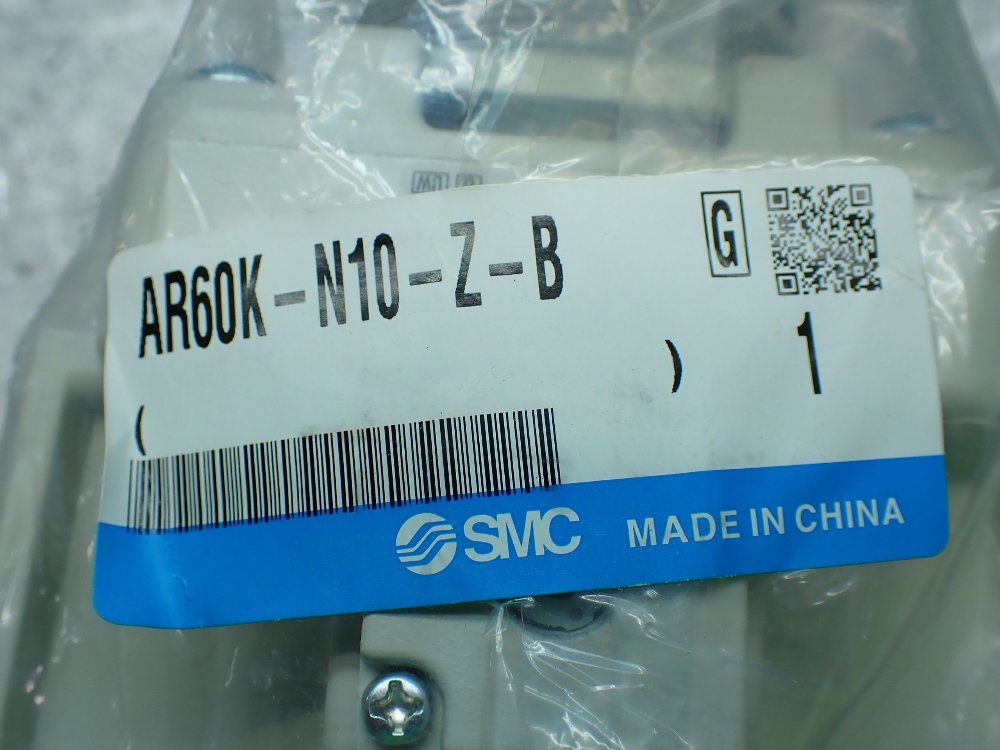 AR60K-N10-Z-B
G
( )
1
SMC
MADE IN CHINA